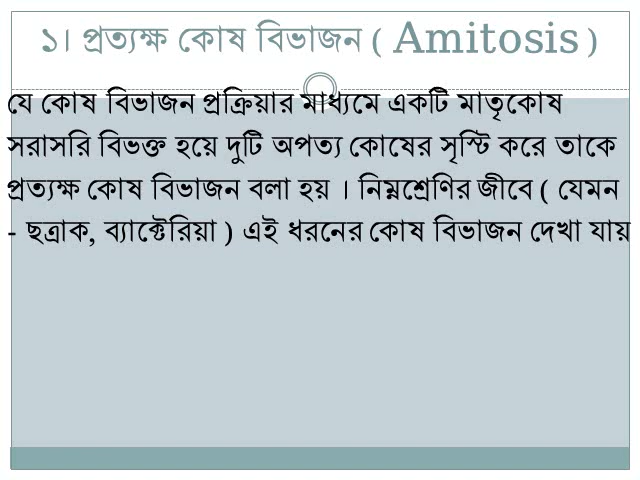 ১। প্রত্যক্ষ কোষ বিভাজন ( Amitosis )
যে কোষ বিভাজন প্রক্রিয়ার মাধ্যমে একটি মাতৃকোষ
সরাসরি বিভক্ত হয়ে দুটি অপত্য কোষের সৃস্টি করে তাকে
প্রত্যক্ষ কোষ বিভাজন বলা হয় । নিম্নশ্রেণির জীবে ( যেমন
- ছত্রাক, ব্যাক্টেরিয়া ) এই ধরনের কোষ বিভাজন দেখা যায়